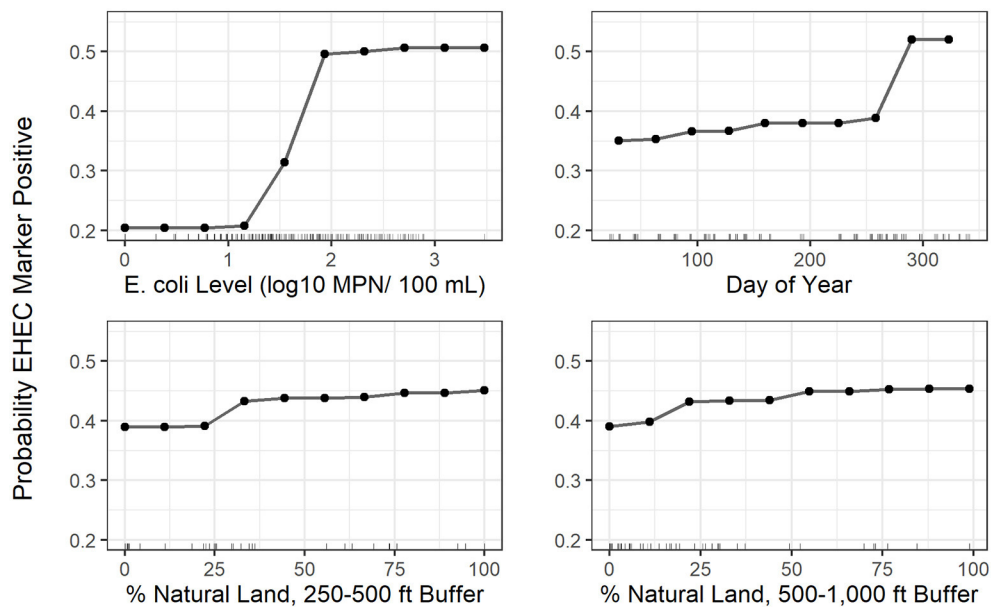 Probability EHEC Marker Positive
0.5
0.4
0.3
0.2
0 1 2 3
E. coli Level (log10 MPN/ 100 mL)
0.5
0.4
0.3
0.2
100 200 300
Day of Year
0.5
0.4
0.3
0.2
0 25 50 75 100
% Natural Land, 250-500 ft Buffer
0.5
0.4
0.3
0.2
0 25 50 75 100
% Natural Land, 500-1,000 ft Buffer